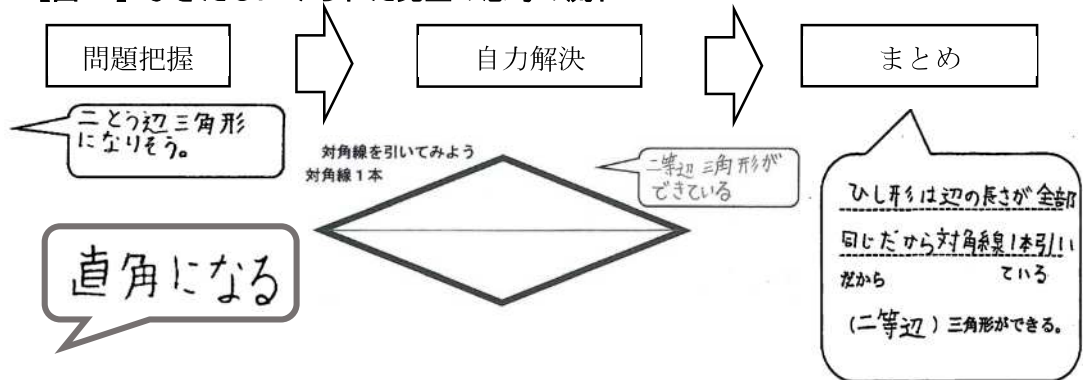 問題把握
自力解決
まとめ
二とう辺三角形
になりそう。
直角になる
対角線を引いてみよう
対角線1本
二等辺三角形が
できている
ひし形は辺の長さが全部
同じだから対角線1本引い
だから ている
(二等辺)三角形ができる。